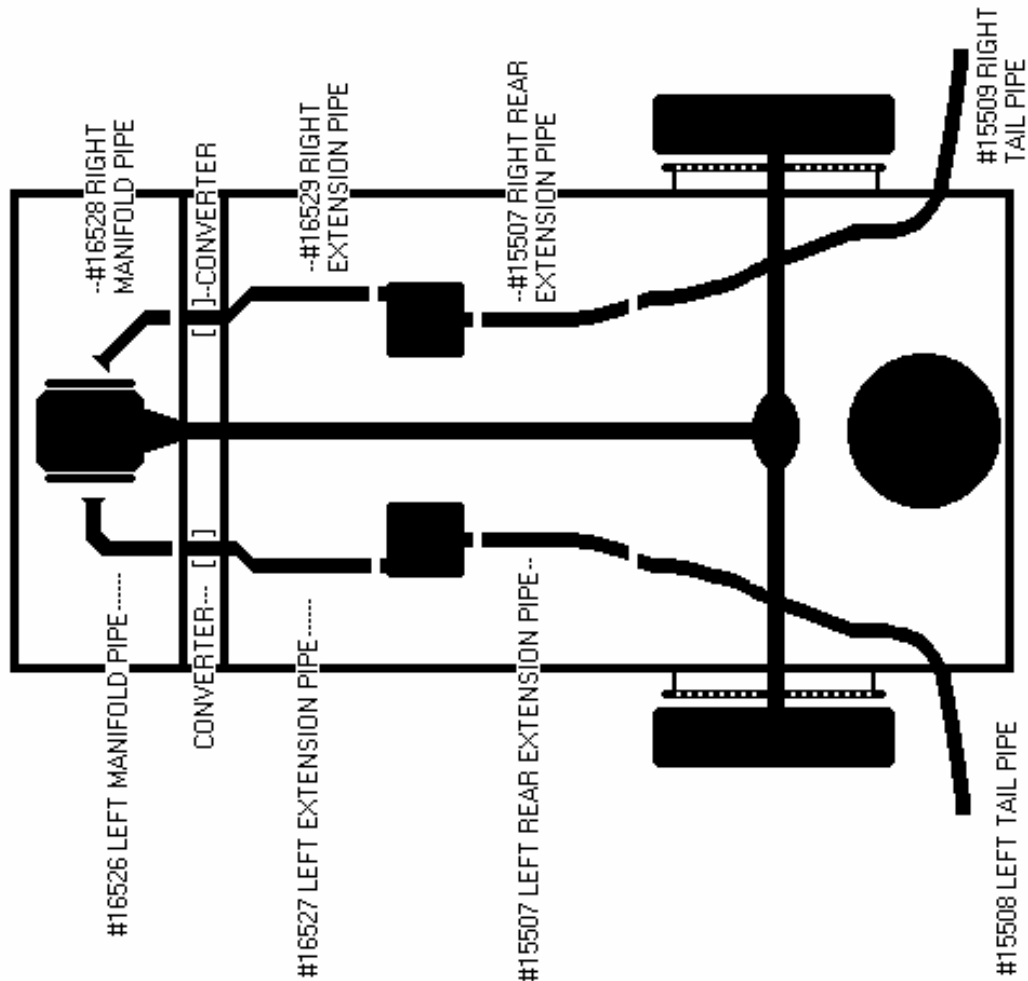 --#16528 RIGHT
MANIFOLD PIPE
[ ]--CONVERTER
--#16529 RIGHT
EXTENSION PIPE
--#15507 RIGHT REAR
EXTENSION PIPE
#15509 RIGHT
TAIL PIPE
#16526 LEFT MANIFOLD PIPE------
CONVERTER--- [ ]
#16527 LEFT EXTENSION PIPE------
#15507 LEFT REAR EXTENSION PIPE--
#15508 LEFT TAIL PIPE